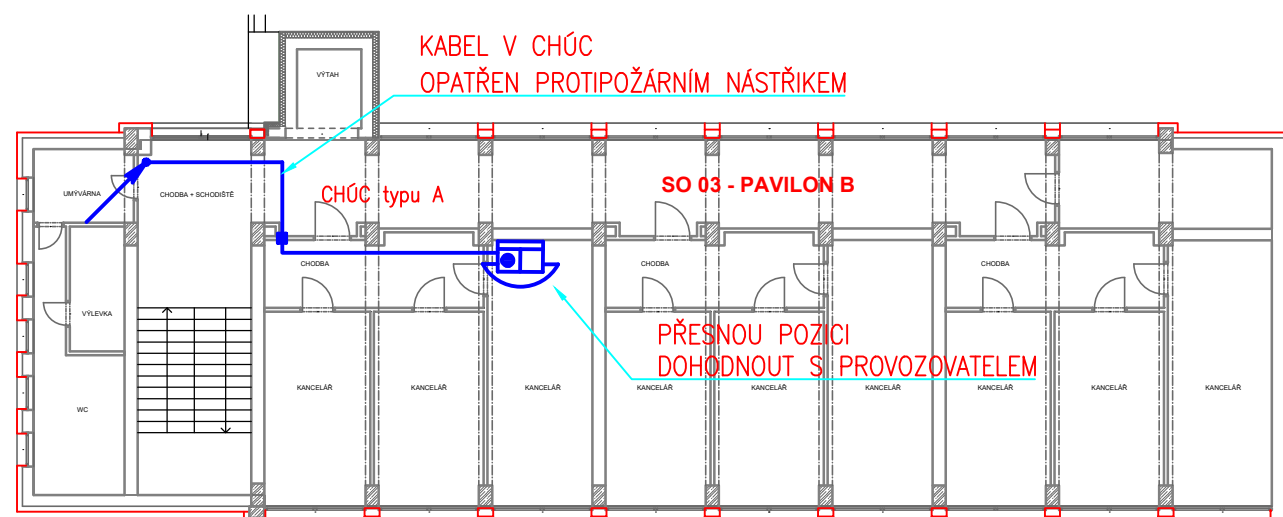 KABEL V CHÚC
OPATŘEN PROTIPOŽÁRNÍM NÁSTŘIKEM
VÝTAH
UMÝVÁRNA
CHODBA + SCHODIŠTĚ
CHÚC typu A
SO 03 - PAVILON B
CHODBA
CHODBA
CHODBA
VÝLEVKA
PŘESNOU POZICI
DOHODNOUT S PROVOZOVATELEM
WC
KANCELÁŘ
KANCELÁŘ
KANCELÁŘ
KANCELÁŘ
KANCELÁŘ
KANCELÁŘ
KANCELÁŘ
KANCELÁŘ
KANCELÁŘ